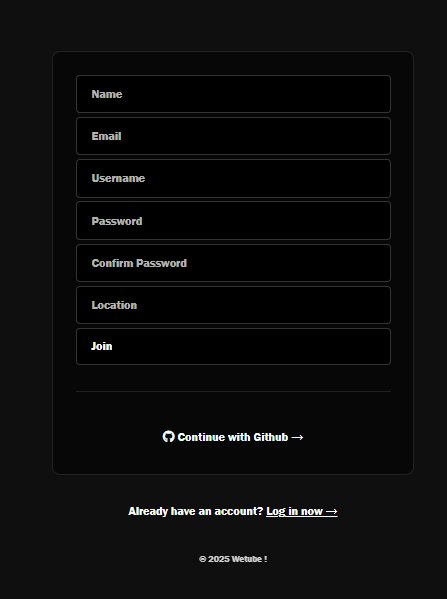 Name
Email
Username
Password
Confirm Password
Location
Join
Continue with Github →
Already have an account? Log in now →
© 2025 Wetube !